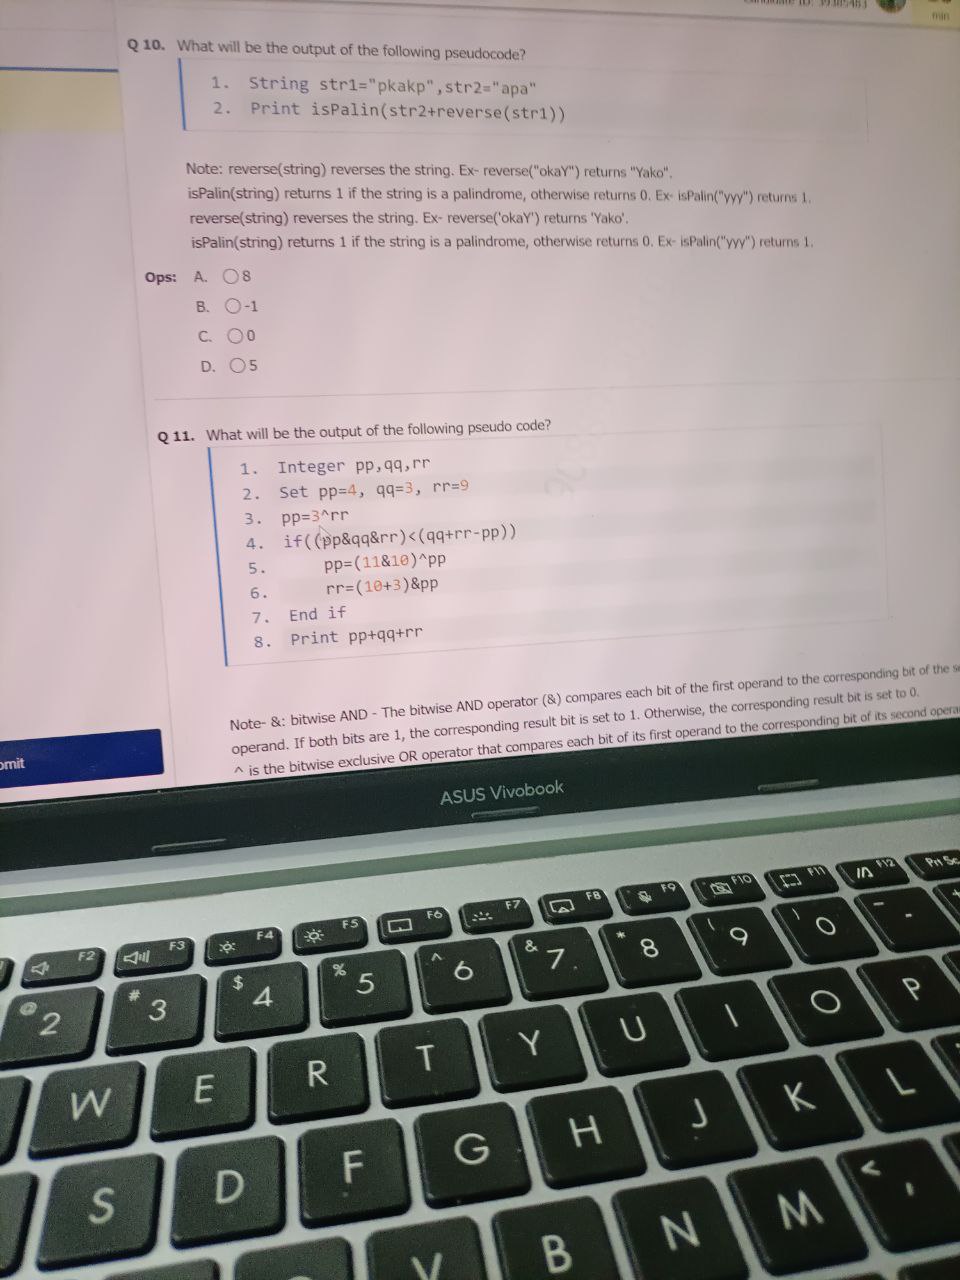 min
Q 10. What will be the output of the following pseudocode?
1. String str1="pkakp",str2="apa"
2. Print isPalin(str2+reverse(str1))
Note: reverse(string) reverses the string. Ex- reverse("okaY") returns "Yako".
isPalin(string) returns 1 if the string is a palindrome, otherwise returns 0. Ex- isPalin("yyy") returns 1.
reverse(string) reverses the string. Ex- reverse('okaY') returns 'Yako'.
isPalin(string) returns 1 if the string is a palindrome, otherwise returns 0. Ex- isPalin("yyy") returns 1.
Ops: A. 8
B. -1
C. 0
D. 5
Q 11. What will be the output of the following pseudo code?
1. Integer pp,qq,rr
2. Set pp=4, qq=3, rr=9
3. pp=3^rr
4. if((pp&qq&rr)<(qq+rr-pp))
5. pp=(11&10)^pp
6. rr=(10+3)&pp
7. End if
8. Print pp+qq+rr
Note- &: bitwise AND - The bitwise AND operator (&) compares each bit of the first operand to the corresponding bit of the
operand. If both bits are 1, the corresponding result bit is set to 1. Otherwise, the corresponding result bit is set to 0.
^ is the bitwise exclusive OR operator that compares each bit of its first operand to the corresponding bit of its second
omit
ASUS Vivobook
F2 F3 F4 F5 F6 F7 F8 F9 F10 F11 F12 Prt Sc
@ 2 # 3 $ 4 % 5 ^ 6 & 7 * 8 ( 9 ) 0 -
W E R T Y U I O P
S D F G H J K L
V B N M < ,